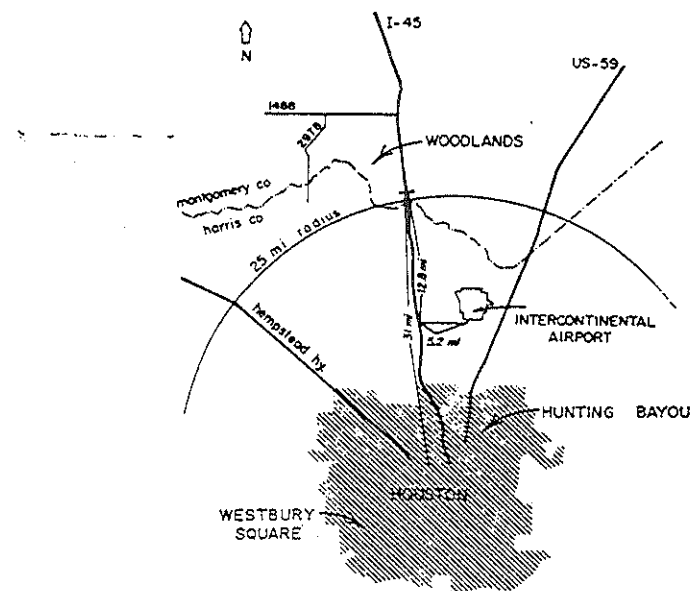 I-45
N
US-59
1488
2978
WOODLANDS
montgomery co
harris co
25 mi radius
12.8 mi
31 mi
hempstead hy.
5.2 mi
INTERCONTINENTAL
AIRPORT
HUNTING BAYOU
HOUSTON
WESTBURY
SQUARE